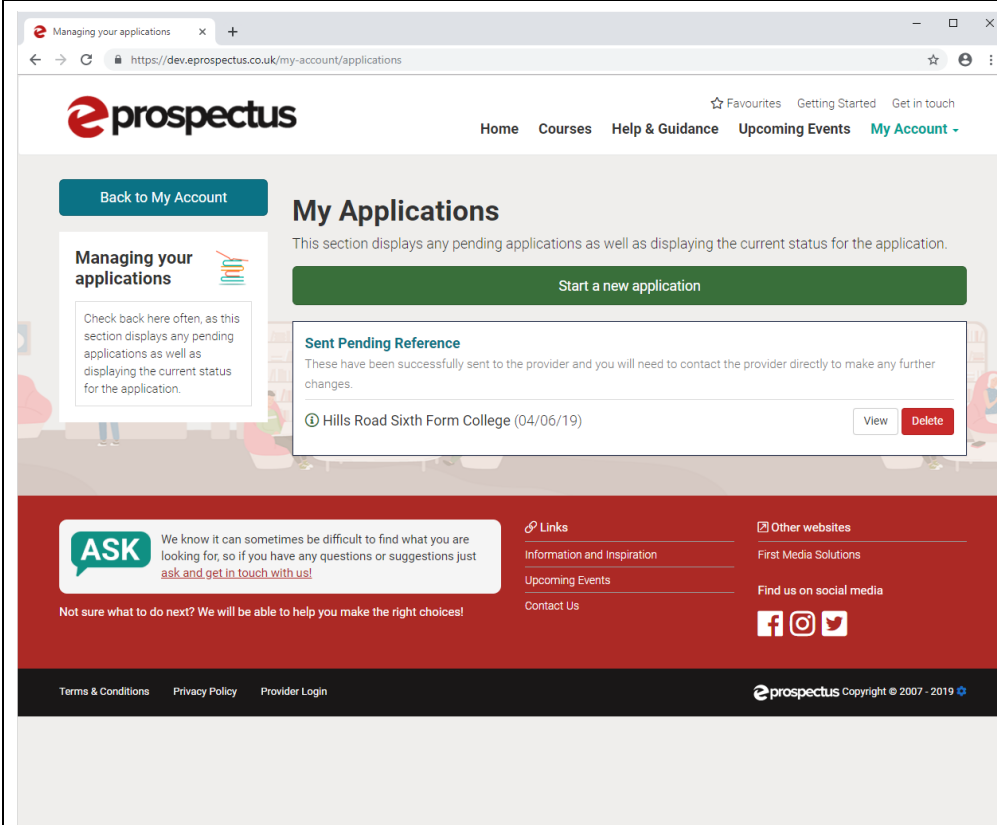 Managing your applications
https://dev.eprospectus.co.uk/my-account/applications
eprospectus
Favourites Getting Started Get in touch
Home Courses Help & Guidance Upcoming Events My Account
Back to My Account
Managing your
applications
Check back here often, as this
section displays any pending
applications as well as
displaying the current status
for the application.
My Applications
This section displays any pending applications as well as displaying the current status for the application.
Start a new application
Sent Pending Reference
These have been successfully sent to the provider and you will need to contact the provider directly to make any further
changes.
Hills Road Sixth Form College (04/06/19)
View Delete
ASK
We know it can sometimes be difficult to find what you are
looking for, so if you have any questions or suggestions just
ask and get in touch with us!
Not sure what to do next? We will be able to help you make the right choices!
Links
Information and Inspiration
Upcoming Events
Contact Us
Other websites
First Media Solutions
Find us on social media
Terms & Conditions Privacy Policy Provider Login
eprospectus Copyright © 2007 - 2019